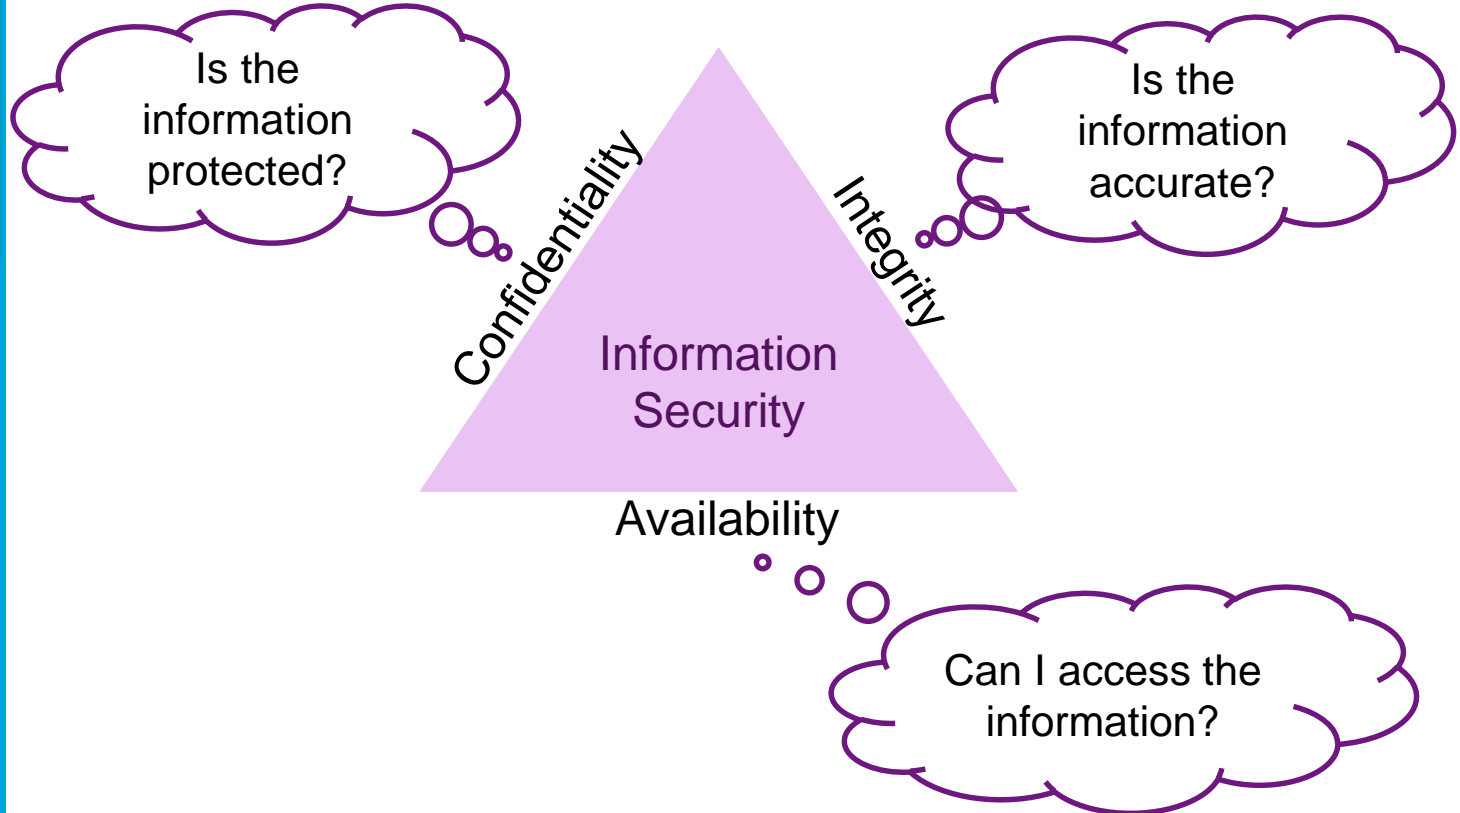 Is the
information
protected?
Confidentiality
Integrity
Is the
information
accurate?
Information
Security
Availability
Can I access the
information?